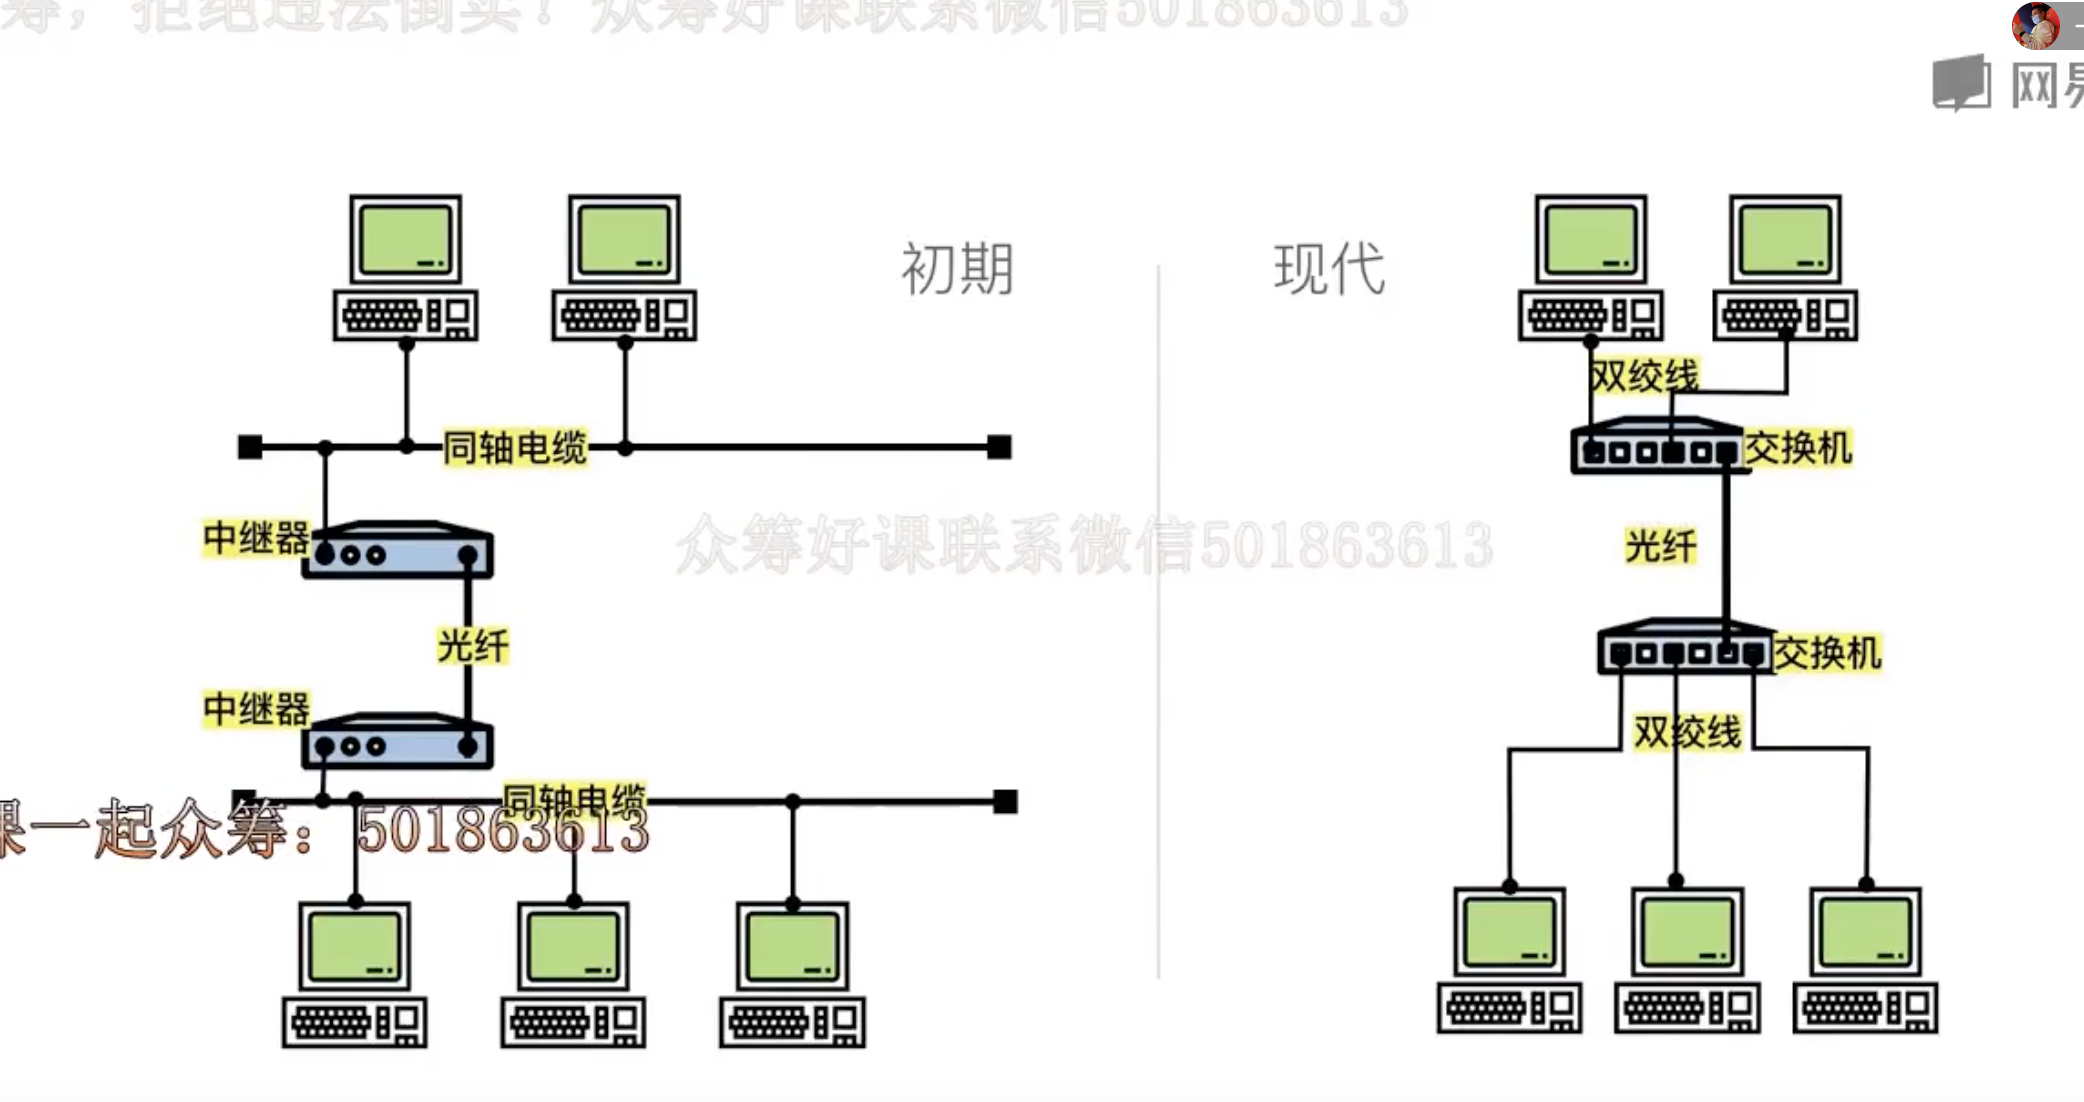 筹，拒绝违法倒卖！众筹好课联系微信501863613
网易
初期
现代
双绞线
同轴电缆
交换机
中继器
众筹好课联系微信501863613
光纤
光纤
中继器
交换机
双绞线
同轴电缆
课一起众筹：501863613